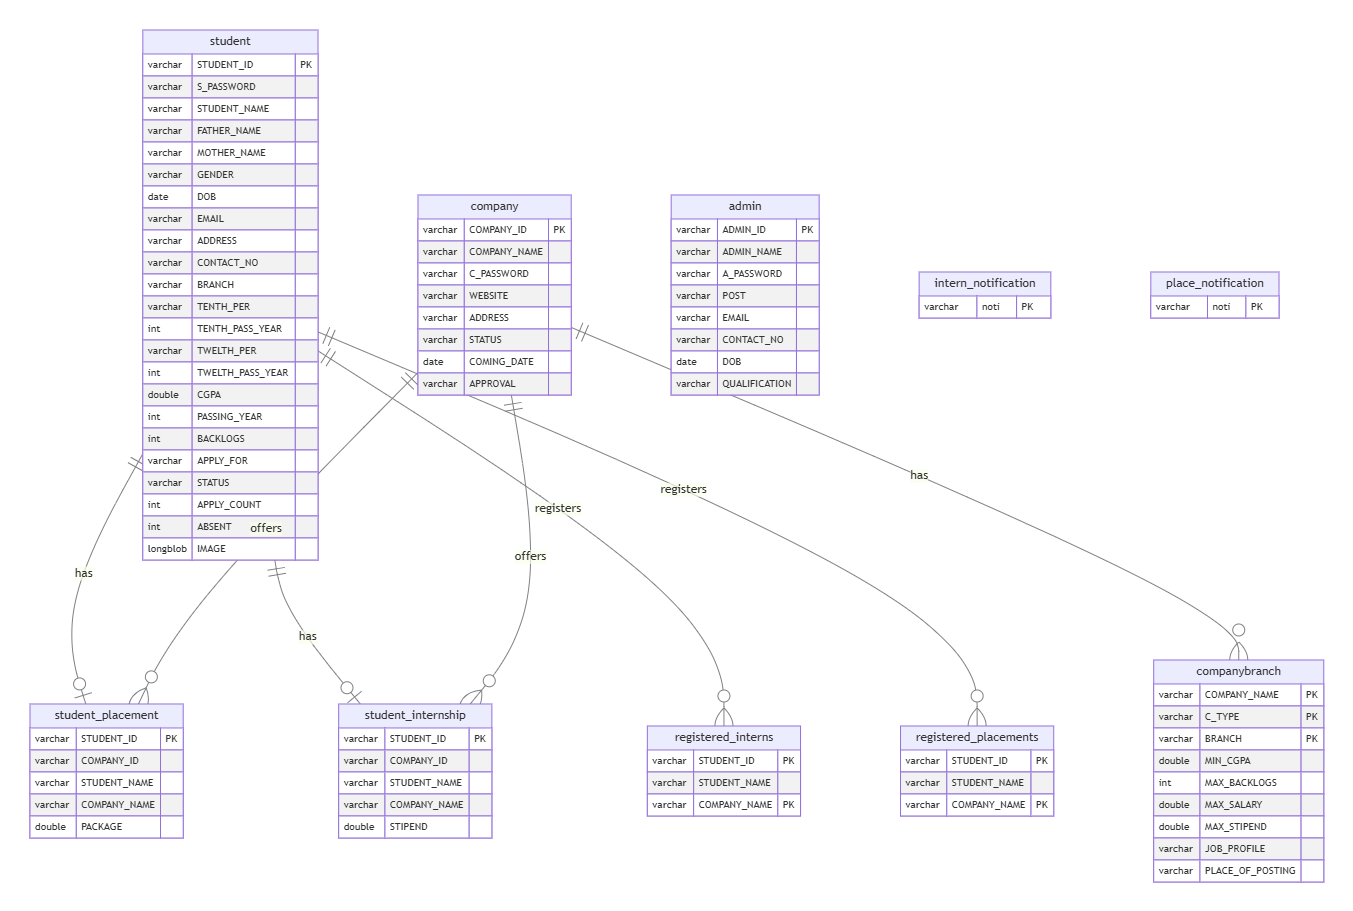 student
varchar STUDENT_ID PK
varchar S_PASSWORD
varchar STUDENT_NAME
varchar FATHER_NAME
varchar MOTHER_NAME
varchar GENDER
date DOB
varchar EMAIL
varchar ADDRESS
varchar CONTACT_NO
varchar BRANCH
varchar TENTH_PER
int TENTH_PASS_YEAR
varchar TWELTH_PER
int TWELTH_PASS_YEAR
double CGPA
int PASSING_YEAR
int BACKLOGS
varchar APPLY_FOR
varchar STATUS
int APPLY_COUNT
int ABSENT
longblob IMAGE
company
varchar COMPANY_ID PK
varchar COMPANY_NAME
varchar C_PASSWORD
varchar WEBSITE
varchar ADDRESS
varchar STATUS
date COMING_DATE
varchar APPROVAL
admin
varchar ADMIN_ID PK
varchar ADMIN_NAME
varchar A_PASSWORD
varchar POST
varchar EMAIL
varchar CONTACT_NO
date DOB
varchar QUALIFICATION
intern_notification
varchar noti PK
place_notification
varchar noti PK
has
offers
has
offers
registers
registers
has
student_placement
varchar STUDENT_ID PK
varchar COMPANY_ID
varchar STUDENT_NAME
varchar COMPANY_NAME
double PACKAGE
student_internship
varchar STUDENT_ID PK
varchar COMPANY_ID
varchar STUDENT_NAME
varchar COMPANY_NAME
double STIPEND
registered_interns
varchar STUDENT_ID PK
varchar STUDENT_NAME
varchar COMPANY_NAME PK
registered_placements
varchar STUDENT_ID PK
varchar STUDENT_NAME
varchar COMPANY_NAME PK
companybranch
varchar COMPANY_NAME PK
varchar C_TYPE PK
varchar BRANCH PK
double MIN_CGPA
int MAX_BACKLOGS
double MAX_SALARY
double MAX_STIPEND
varchar JOB_PROFILE
varchar PLACE_OF_POSTING